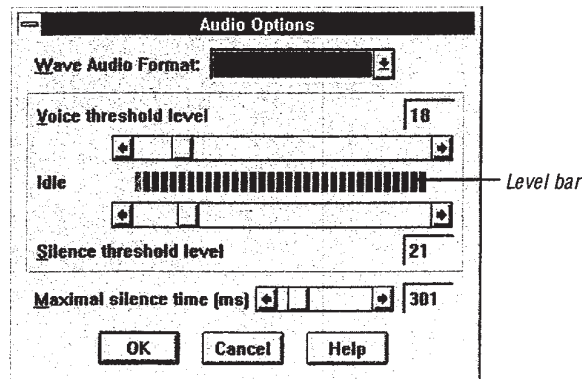 Audio Options
Wave Audio Format:
Voice threshold level 18
Idle
Level bar
Silence threshold level 21
Maximal silence time (ms) 301
OK Cancel Help